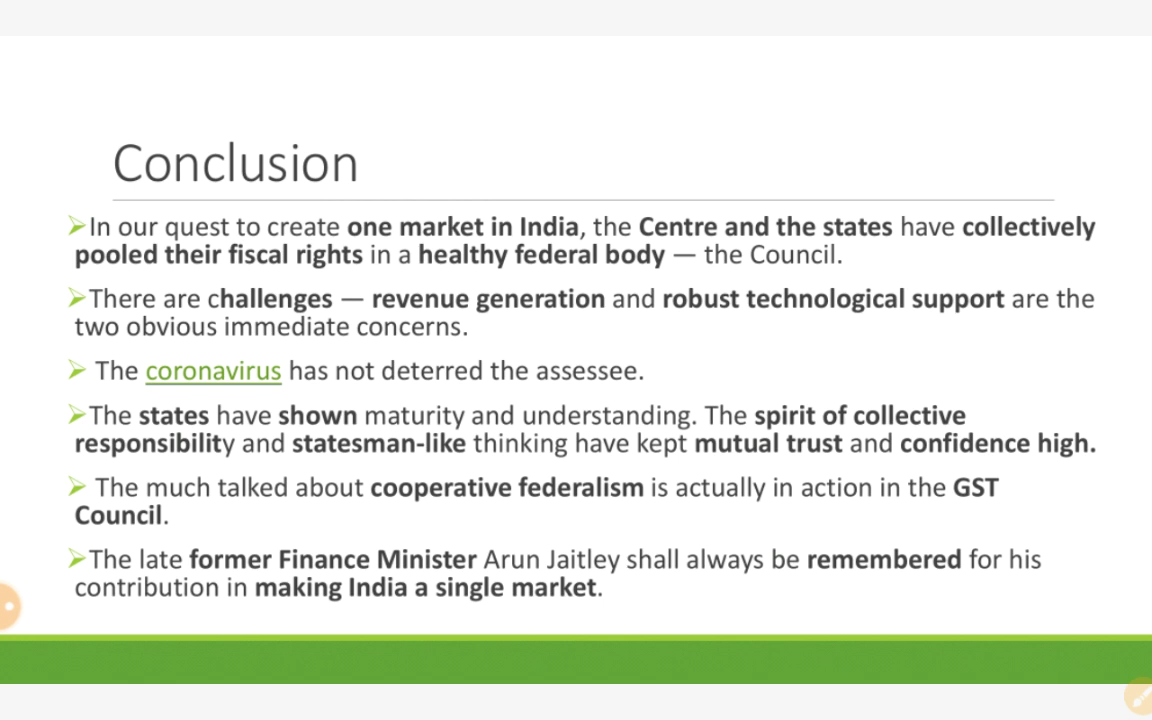 Conclusion
➢In our quest to create one market in India, the Centre and the states have collectively
pooled their fiscal rights in a healthy federal body — the Council.
➢There are challenges — revenue generation and robust technological support are the
two obvious immediate concerns.
➢ The coronavirus has not deterred the assessee.
➢The states have shown maturity and understanding. The spirit of collective
responsibility and statesman-like thinking have kept mutual trust and confidence high.
➢ The much talked about cooperative federalism is actually in action in the GST
Council.
➢The late former Finance Minister Arun Jaitley shall always be remembered for his
contribution in making India a single market.